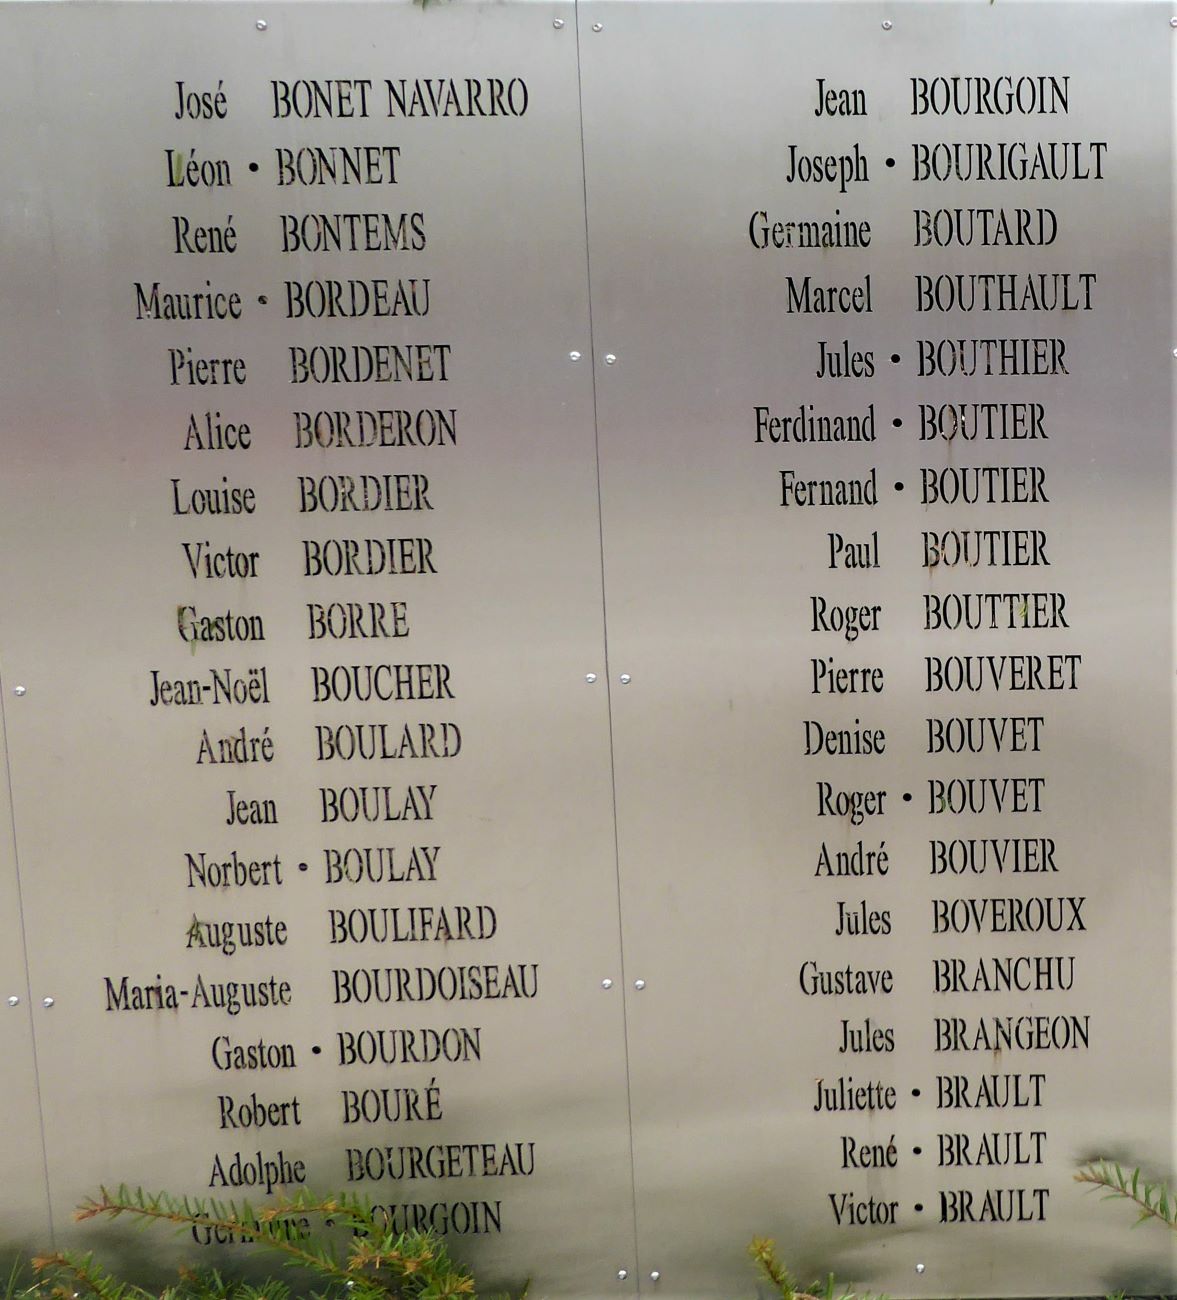 José BONET NAVARRO
Léon • BONNET
René BONTEMS
Maurice • BORDEAU
Pierre BORDENET
Alice BORDERON
Louise BORDIER
Victor BORDIER
Gaston BORRE
Jean-Noël BOUCHER
André BOULARD
Jean BOULAY
Norbert • BOULAY
Auguste BOULIFARD
Maria-Auguste BOURDOISEAU
Gaston • BOURDON
Robert BOURÉ
Adolphe BOURGETEAU
• BOURGOIN
Jean BOURGOIN
Joseph • BOURIGAULT
Germaine BOUTARD
Marcel BOUTHAULT
Jules • BOUTHIER
Ferdinand • BOUTIER
Fernand • BOUTIER
Paul BOUTIER
Roger BOUTTIER
Pierre BOUVERET
Denise BOUVET
Roger • BOUVET
André BOUVIER
Jules BOVEROUX
Gustave BRANCHU
Jules BRANGEON
Juliette • BRAULT
René • BRAULT
Victor • BRAULT